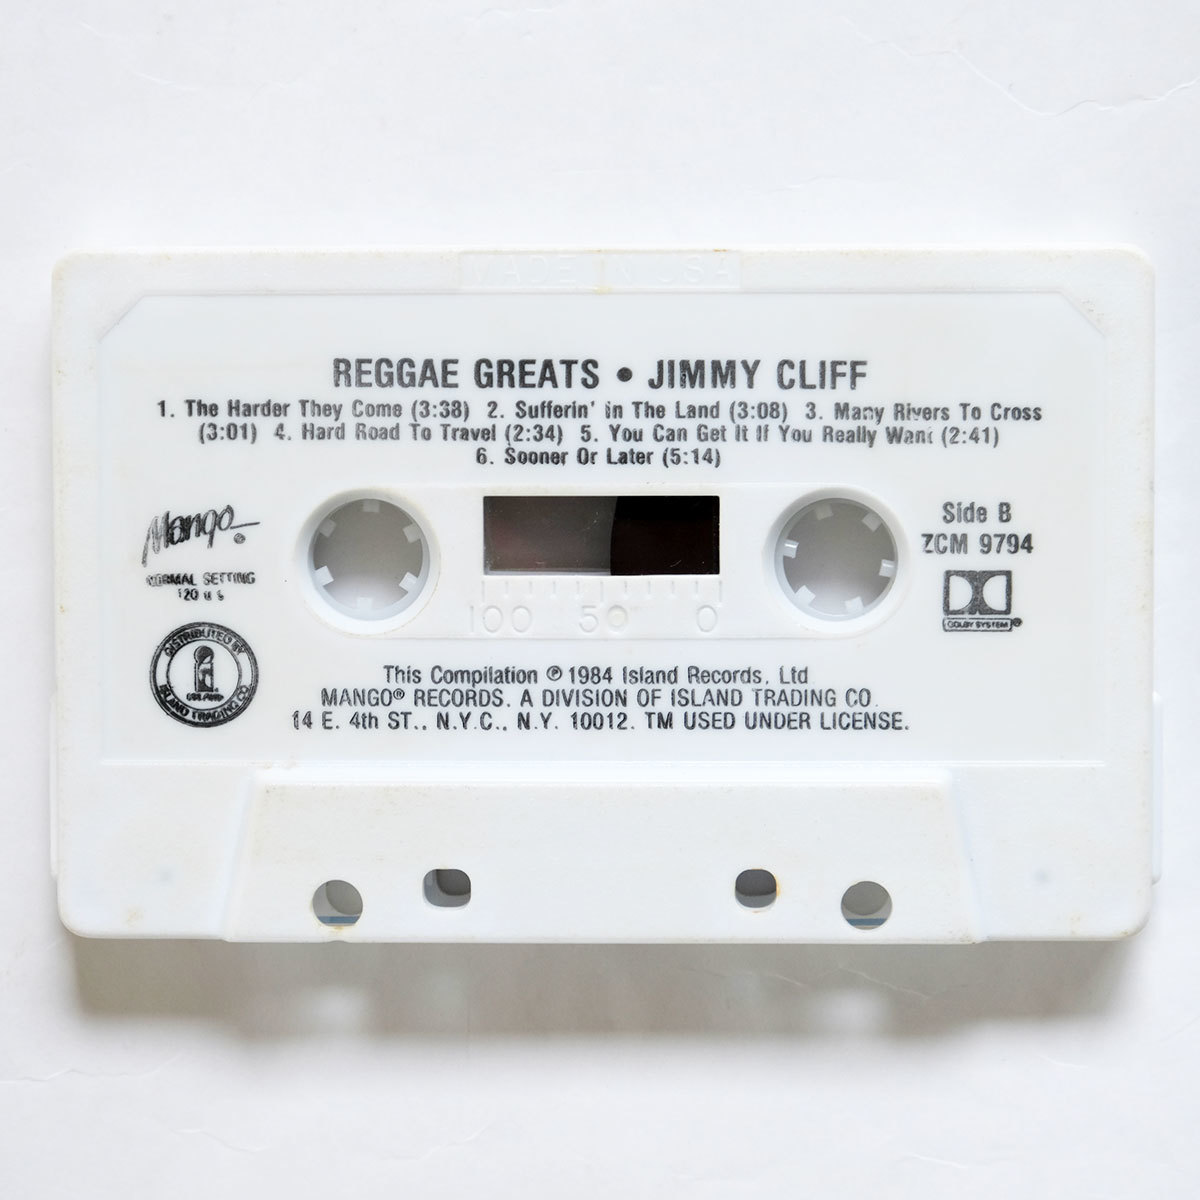 MADE IN USA
REGGAE GREATS • JIMMY CLIFF
1. The Harder They Come (3:38) 2. Sufferin' in The Land (3:08) 3. Many Rivers To Cross
(3:01) 4. Hard Road To Travel (2:34) 5. You Can Get It If You Really Want (2:41)
6. Sooner Or Later (5:14)
Mango
NORMAL SETTING
120 μ s
Side B
ZCM 9794
DOLBY SYSTEM®
100 50 0
DISTRIBUTED BY
ISLAND
ISLAND TRADING CO
This Compilation ℗ 1984 Island Records, Ltd
MANGO® RECORDS. A DIVISION OF ISLAND TRADING CO.
14 E. 4th ST., N.Y.C., N.Y. 10012. TM USED UNDER LICENSE.